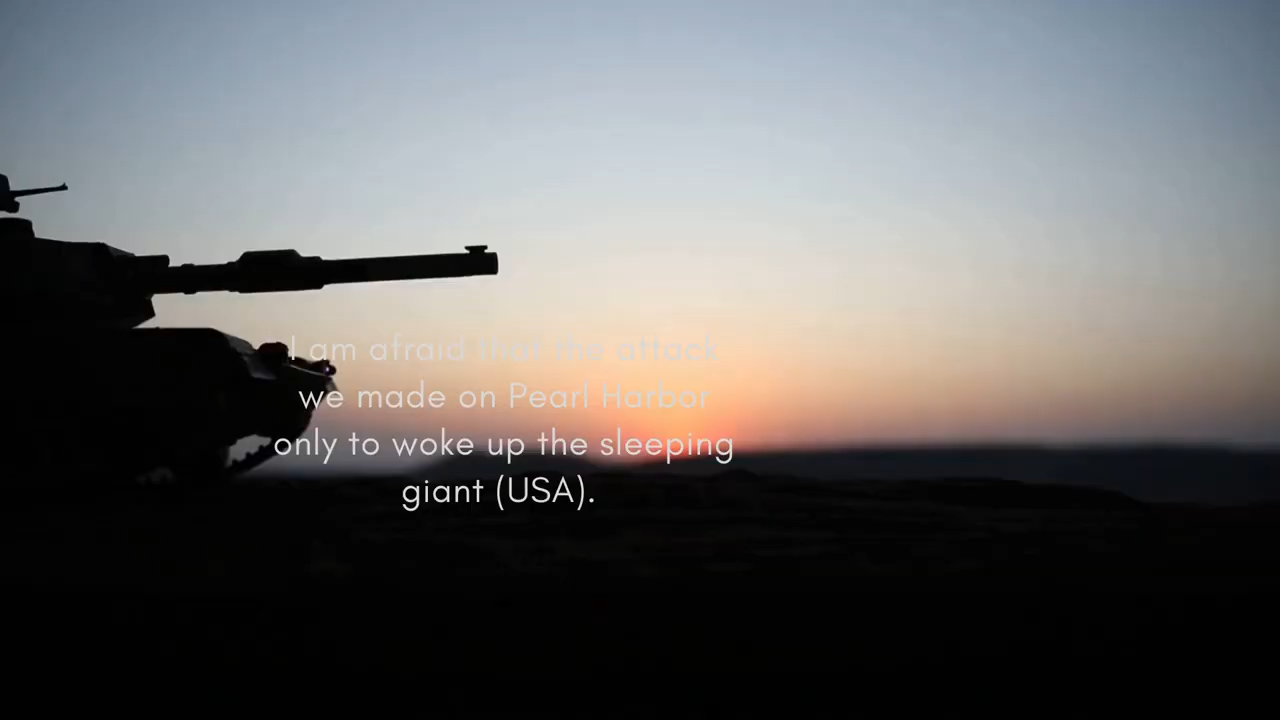 I am afraid that the attack
we made on Pearl Harbor
only to woke up the sleeping
giant (USA).